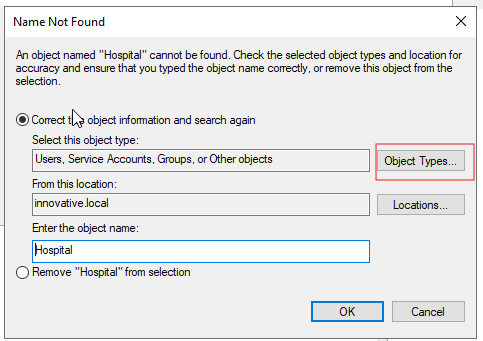 Name Not Found
An object named "Hospital" cannot be found. Check the selected object types and location for
accuracy and ensure that you typed the object name correctly, or remove this object from the
selection.
Correct the object information and search again
Select this object type:
Users, Service Accounts, Groups, or Other objects
Object Types...
From this location:
innovative.local
Locations...
Enter the object name:
Hospital
Remove "Hospital" from selection
OK
Cancel